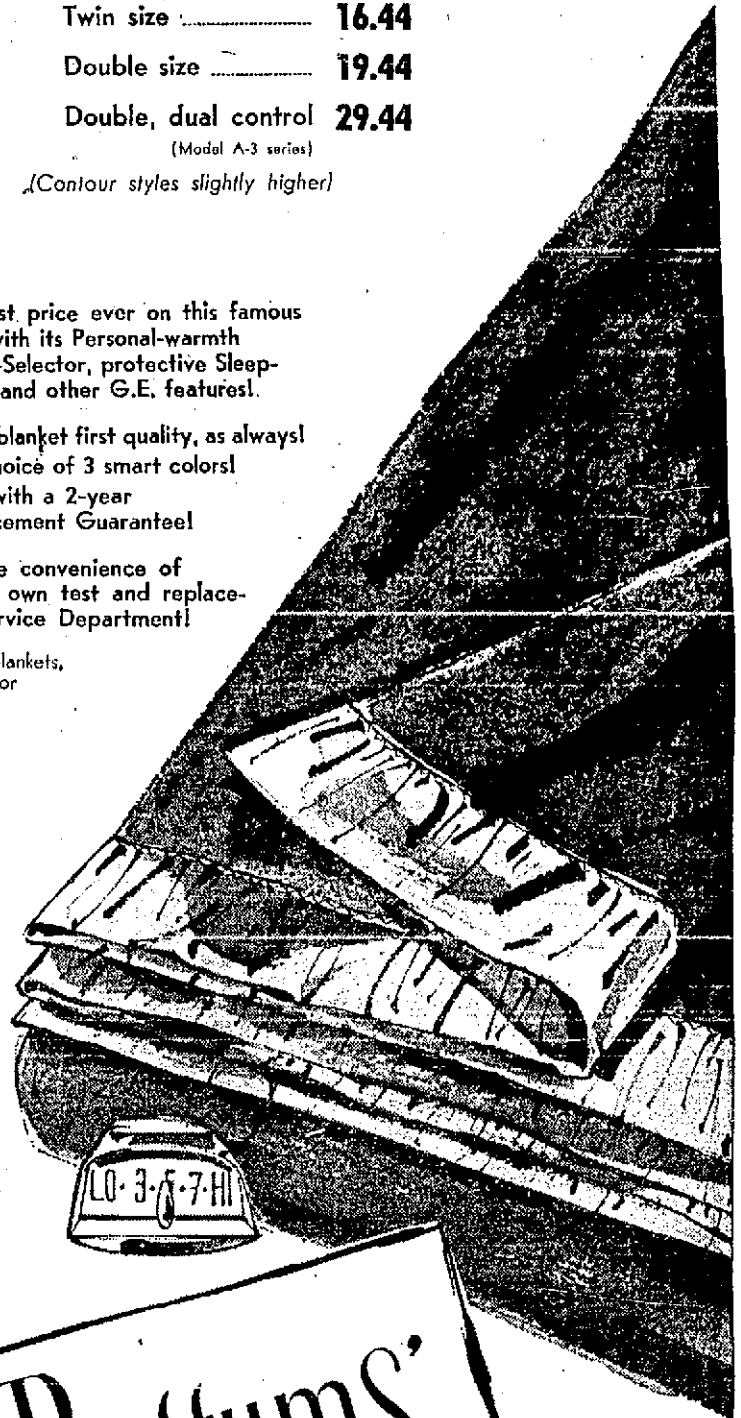 Twin size 16.44
Double size 19.44
Double, dual control 29.44
(Model A-3 series)
(Contour styles slightly higher)
st price ever on this famous
with its Personal-warmth
-Selector, protective Sleep-
and other G.E. features!
blanket first quality, as always!
hoice of 3 smart colors!
with a 2-year
cement Guarantee!
e convenience of
own test and replace-
rvice Department!
lankets,
or
LO·3·5·7·HI